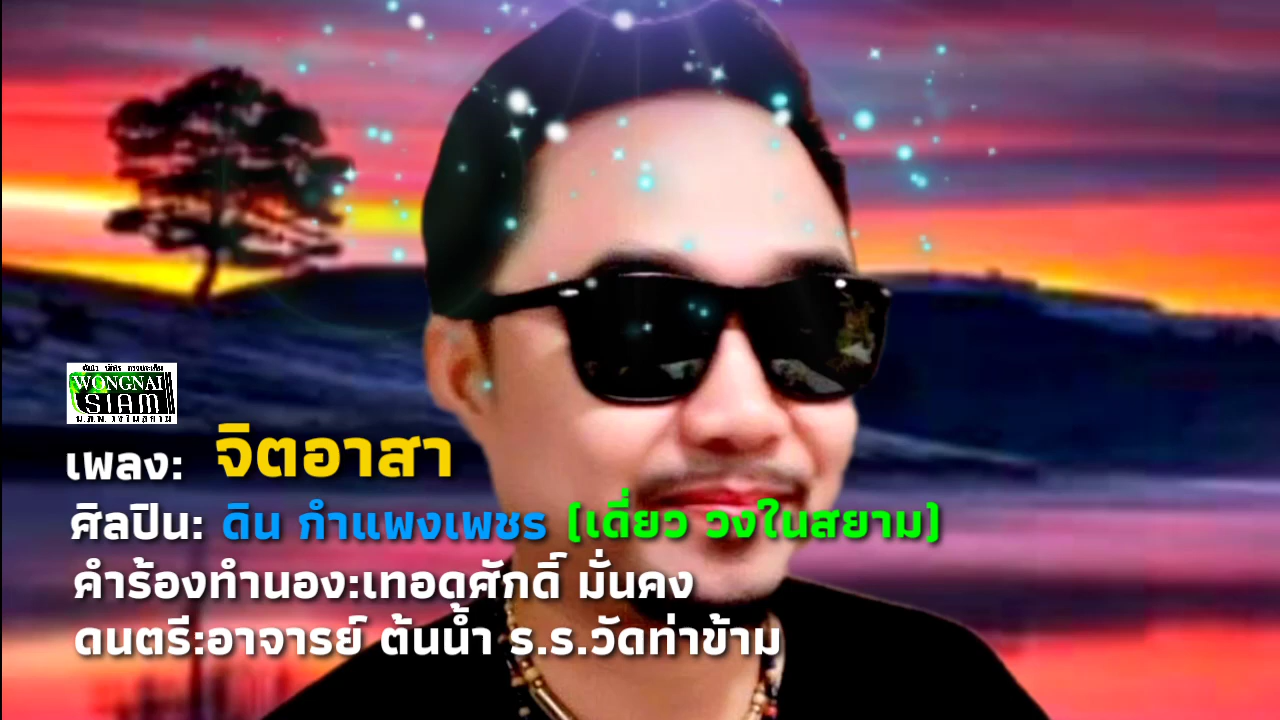 WONGNAI
SIAM
เพลง: จิตอาสา
ศิลปิน: ดิน กำแพงเพชร (เดี่ยว วงในสยาม)
คำร้องทำนอง:เทอดศักดิ์ มั่นคง
ดนตรี:อาจารย์ ต้นน้ำ ร.ร.วัดท่าข้าม